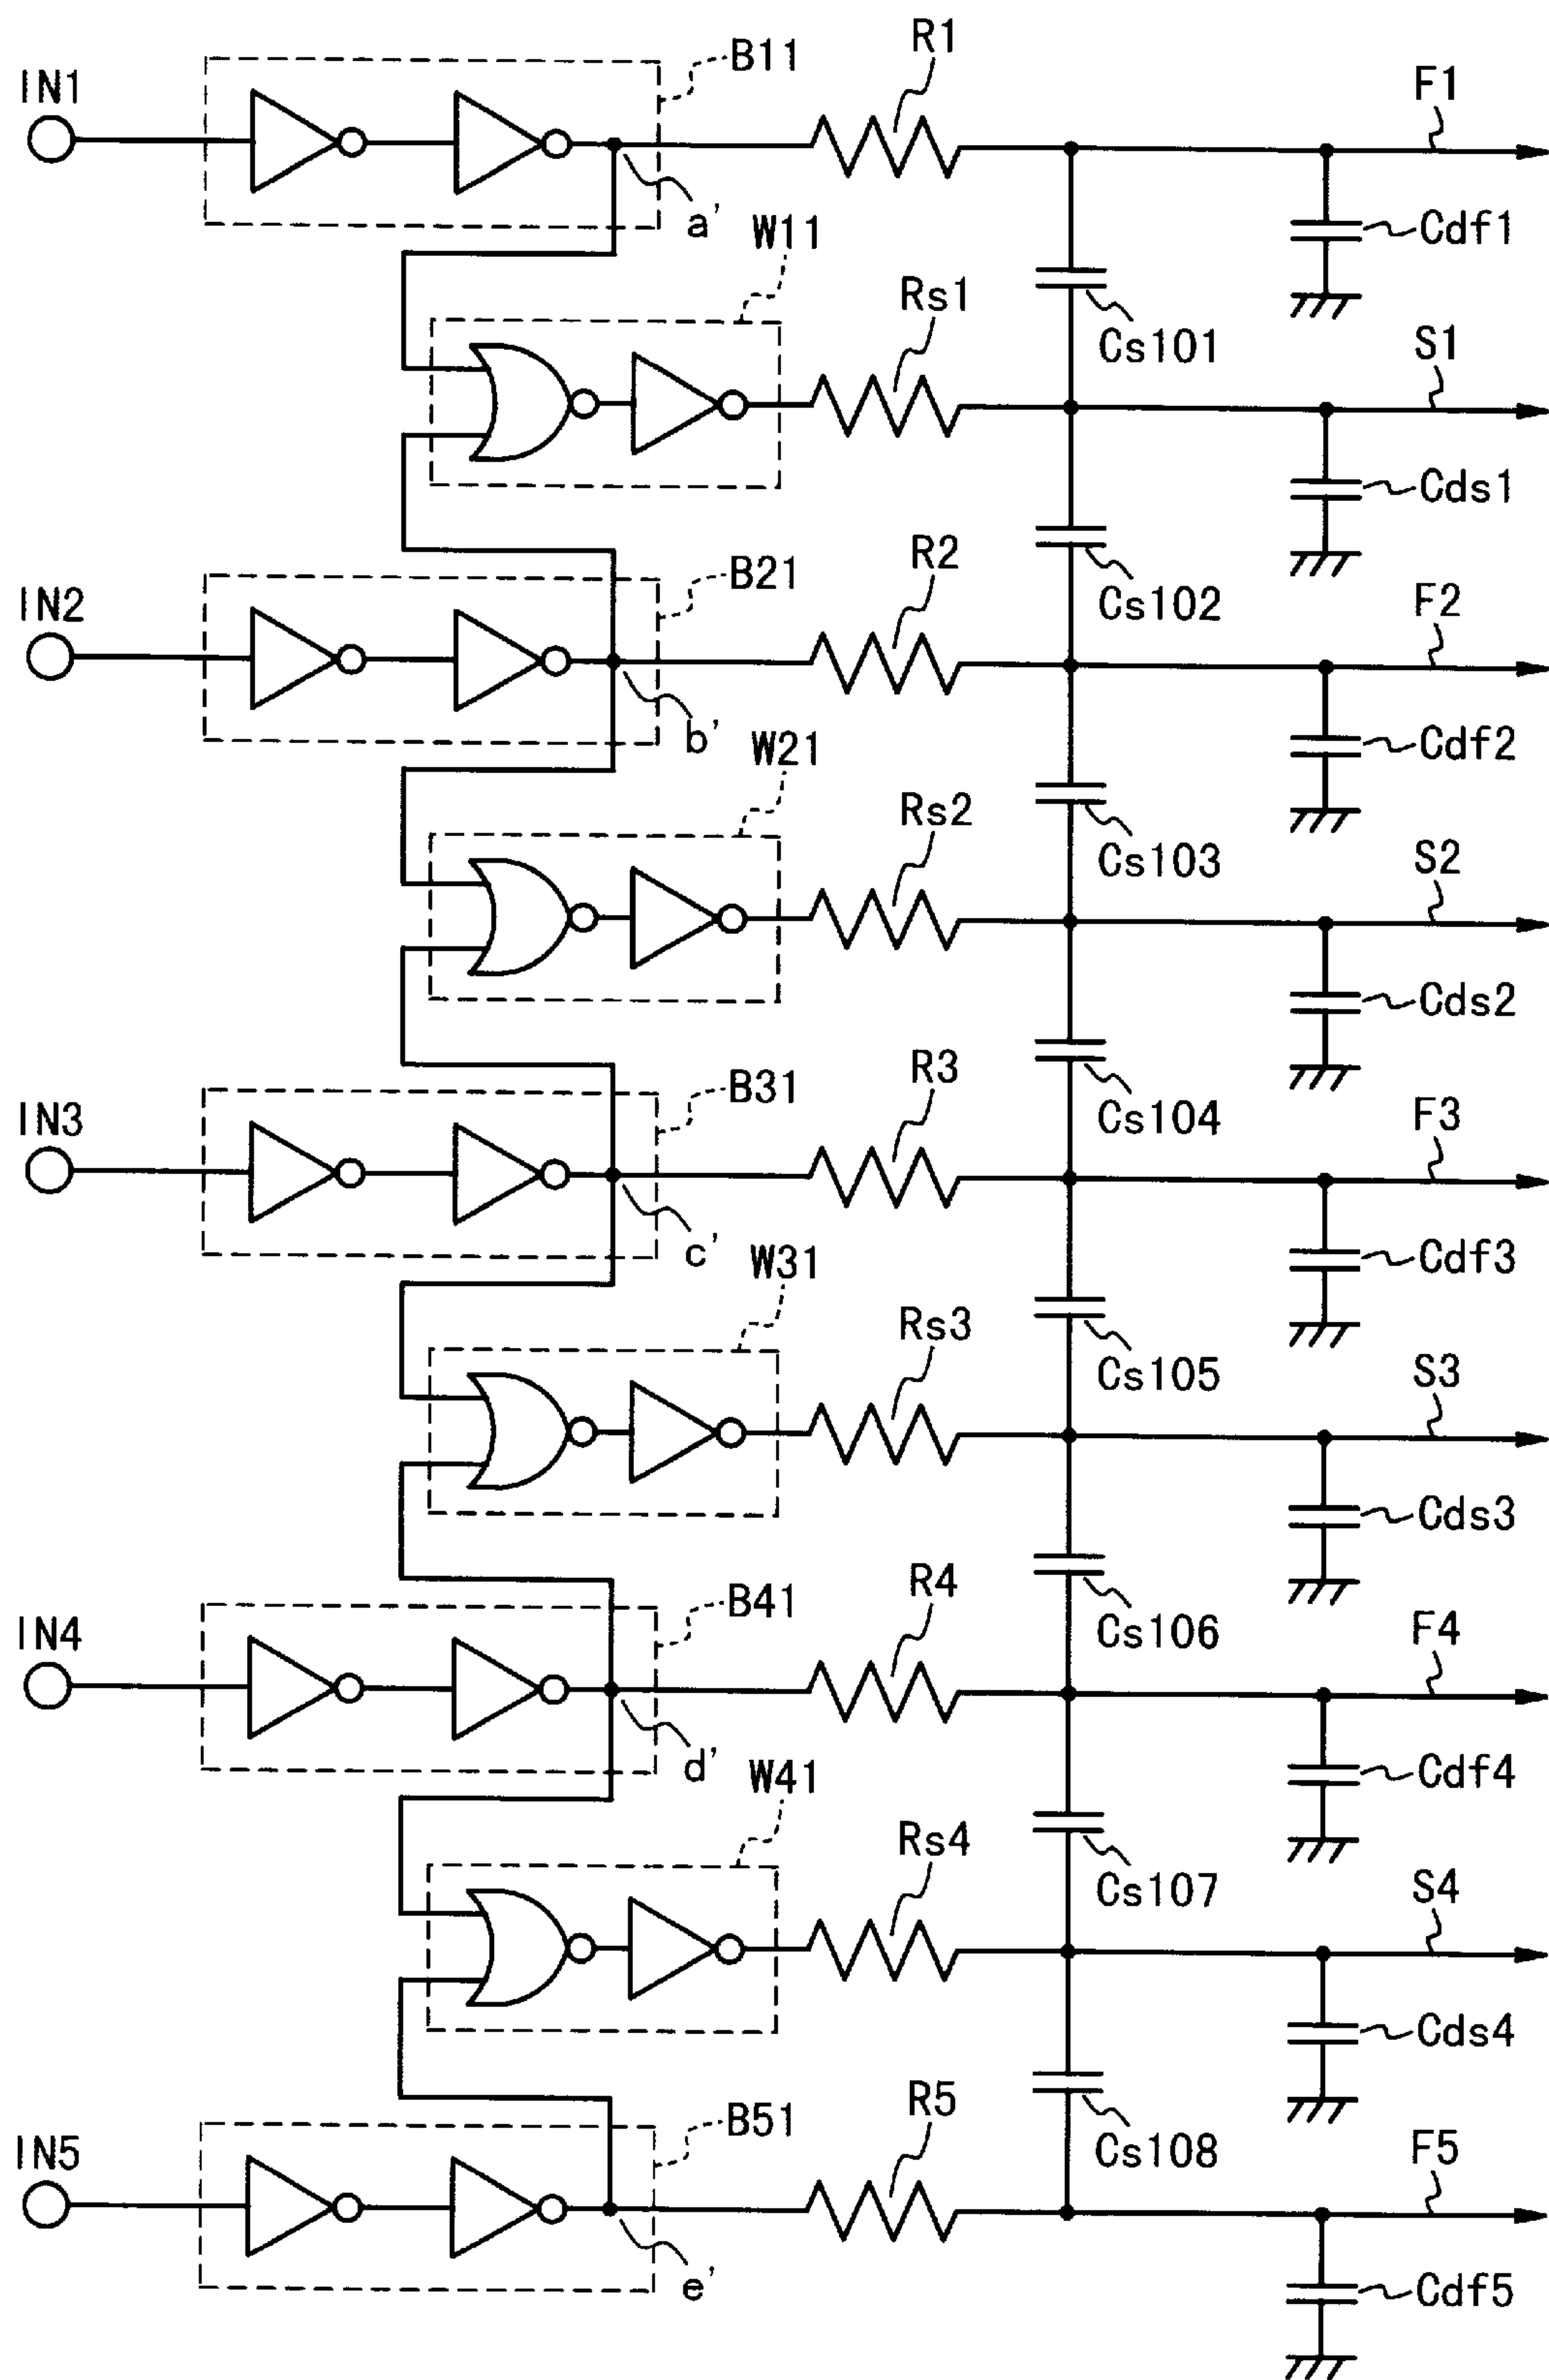 R1
B11
IN1
F1
a'
W11
Cdf1
Rs1
Cs101
S1
Cds1
R2
B21
IN2
Cs102
F2
b'
W21
Cdf2
Rs2
Cs103
S2
Cds2
R3
B31
IN3
Cs104
F3
c'
W31
Cdf3
Rs3
Cs105
S3
Cds3
R4
B41
IN4
Cs106
F4
d'
W41
Cdf4
Rs4
Cs107
S4
Cds4
R5
B51
IN5
Cs108
F5
e'
Cdf5